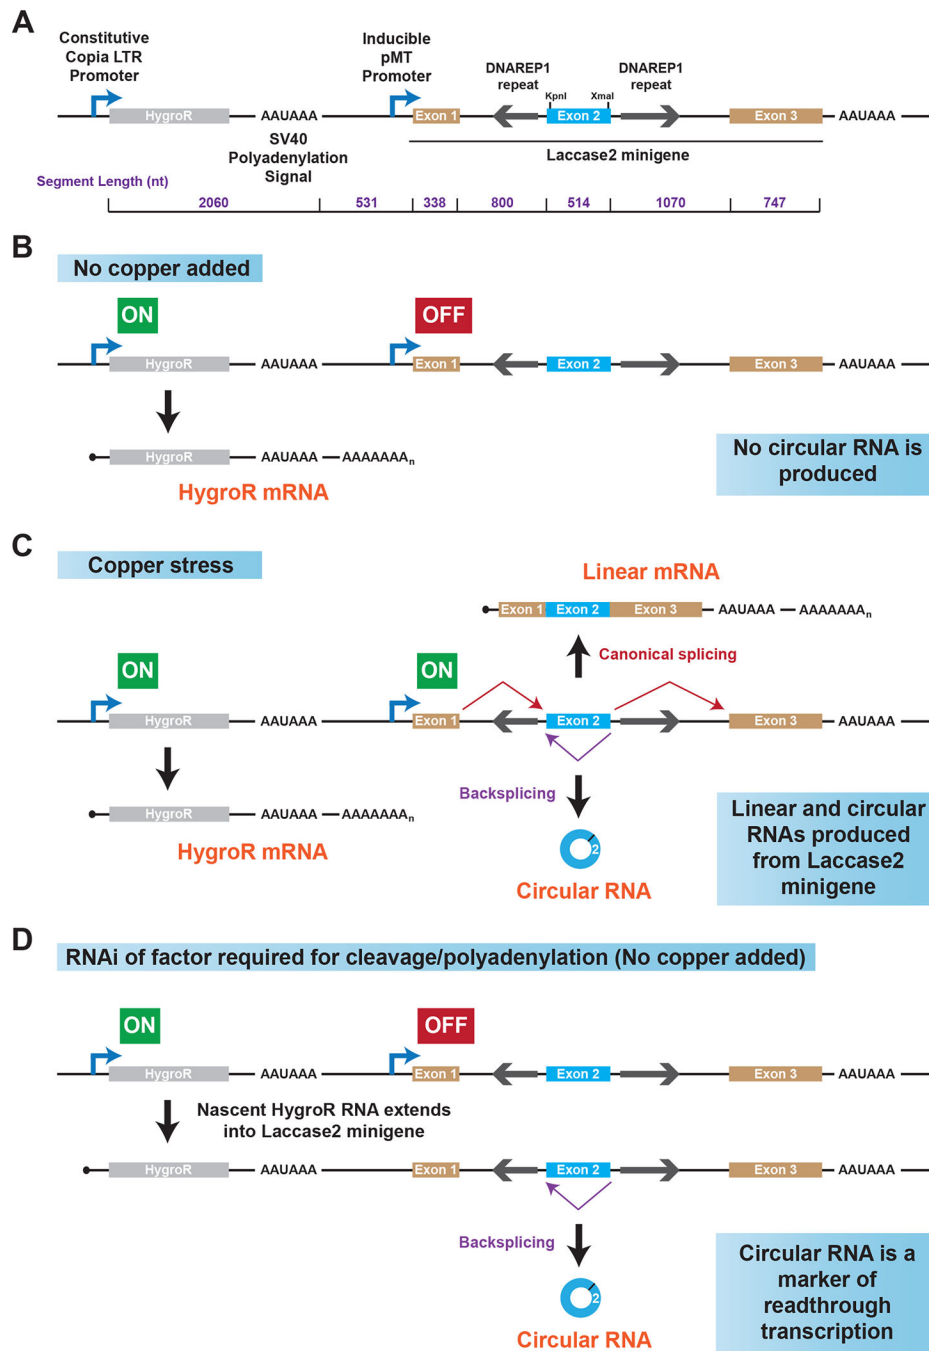 A
Constitutive
Copia LTR
Promoter
Inducible
pMT
Promoter
DNAREP1
repeat
DNAREP1
repeat
KpnI
XmaI
HygroR
AAUAAA
Exon 1
Exon 2
Exon 3
AAUAAA
SV40
Polyadenylation
Signal
Laccase2 minigene
Segment Length (nt)
2060 531 338 800 514 1070 747
B
No copper added
ON
OFF
HygroR AAUAAA Exon 1 Exon 2 Exon 3 AAUAAA
HygroR AAUAAA AAAAAAAn
HygroR mRNA
No circular RNA is
produced
C
Copper stress
Linear mRNA
Exon 1 Exon 2 Exon 3 AAUAAA AAAAAAAn
Canonical splicing
ON
ON
HygroR AAUAAA Exon 1 Exon 2 Exon 3 AAUAAA
Backsplicing
HygroR AAUAAA AAAAAAAn
HygroR mRNA
2
Circular RNA
Linear and circular
RNAs produced
from Laccase2
minigene
D
RNAi of factor required for cleavage/polyadenylation (No copper added)
ON
OFF
HygroR AAUAAA Exon 1 Exon 2 Exon 3 AAUAAA
Nascent HygroR RNA extends
into Laccase2 minigene
HygroR AAUAAA Exon 1 Exon 2 Exon 3 AAUAAA
Backsplicing
2
Circular RNA
Circular RNA is a
marker of
readthrough
transcription